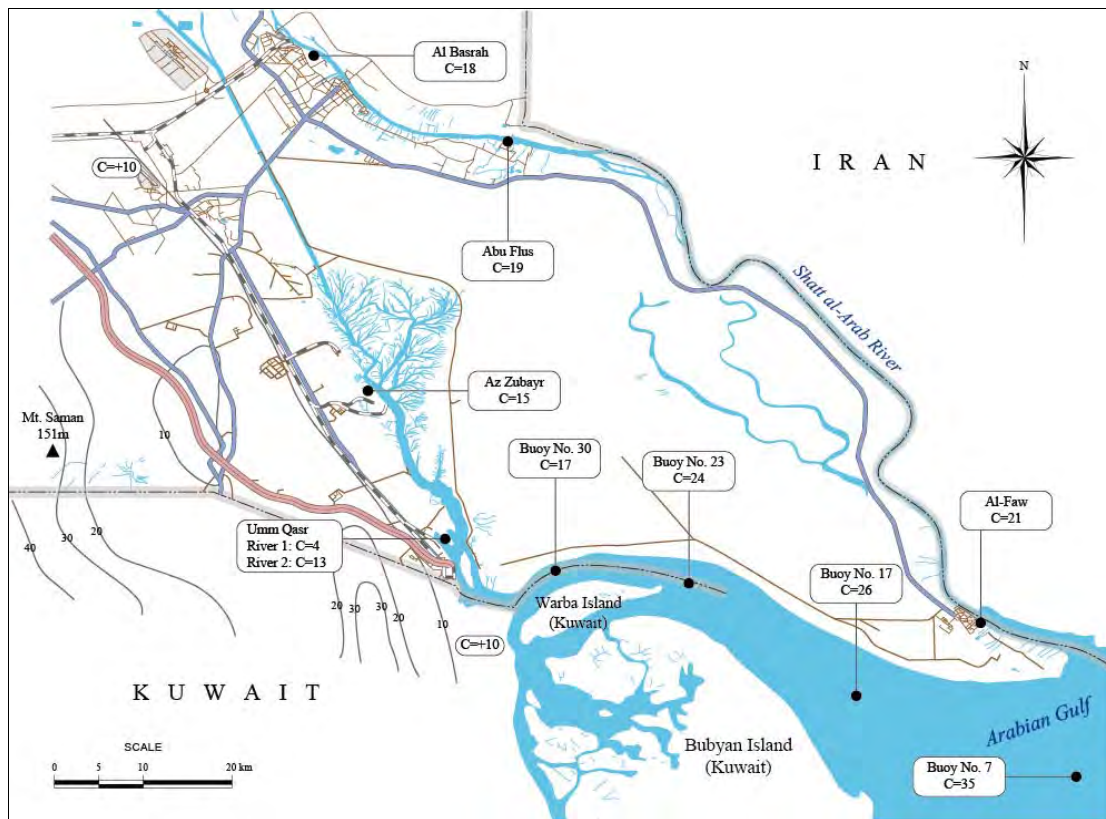 Al Basrah
C=18
N
I R A N
C=+10
Abu Flus
C=19
Shatt al-Arab River
Az Zubayr
C=15
Mt. Saman
151m
10
Buoy No. 30
C=17
Buoy No. 23
C=24
Al-Faw
C=21
Umm Qasr
River 1: C=4
River 2: C=13
40
30
20
Buoy No. 17
C=26
Warba Island
(Kuwait)
20
30
30
20
10
C=+10
K U W A I T
Arabian Gulf
Bubyan Island
(Kuwait)
SCALE
0 5 10 20 km
Buoy No. 7
C=35